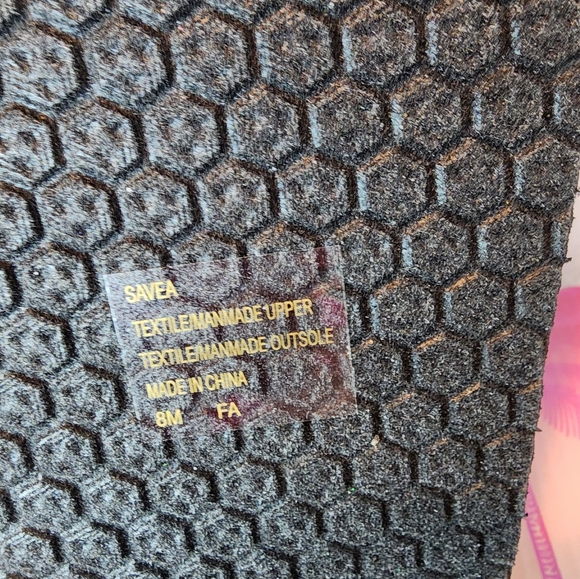 SAVEA
TEXTILE/MANMADE UPPER
TEXTILE/MANMADE OUTSOLE
MADE IN CHINA
8M FA